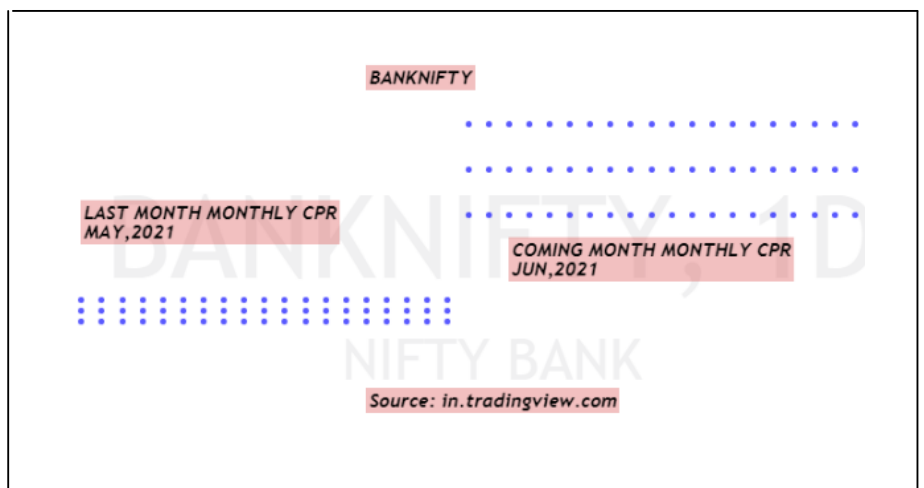 BANKNIFTY
BANKNIFTY, 1D
LAST MONTH MONTHLY CPR
MAY,2021
COMING MONTH MONTHLY CPR
JUN,2021
NIFTY BANK
Source: in.tradingview.com